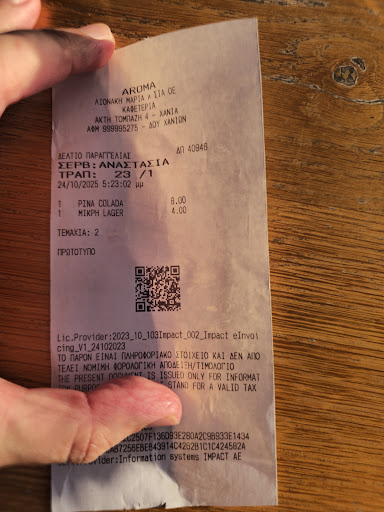 AROMA
ΛΙΟΝΑΚΗ ΜΑΡΙΑ & ΣΙΑ ΟΕ
ΚΑΦΕΤΕΡΙΑ
ΑΚΤΗ ΤΟΜΠΑΖΗ 4 - ΧΑΝΙΑ
ΑΦΜ 999995275 - ΔΟΥ ΧΑΝΙΩΝ
ΔΕΛΤΙΟ ΠΑΡΑΓΓΕΛΙΑΣ ΔΠ 40946
ΣΕΡΒ: ΑΝΑΣΤΑΣΙΑ
ΤΡΑΠ: 23 /1
24/10/2025 5:23:02 μμ
1 PINA COLADA 8.00
1 ΜΙΚΡΗ LAGER 4.00
ΤΕΜΑΧΙΑ: 2
ΠΡΩΤΟΤΥΠΟ
Lic.Provider:2023_10_103Impact_002_Impact eInvoi
cing_V1_24102023
ΤΟ ΠΑΡΟΝ ΕΙΝΑΙ ΠΛΗΡΟΦΟΡΙΑΚΟ ΣΤΟΙΧΕΙΟ ΚΑΙ ΔΕΝ ΑΠΟ
ΤΕΛΕΙ ΝΟΜΙΜΗ ΦΟΡΟΛΟΓΙΚΗ ΑΠΟΔΕΙΞΗ/ΤΙΜΟΛΟΓΙΟ
THE PRESENT DOCUMENT IS ISSUED ONLY FOR INFORMAT
STAND FOR A VALID TAX
Provider:Information systems IMPACT AE